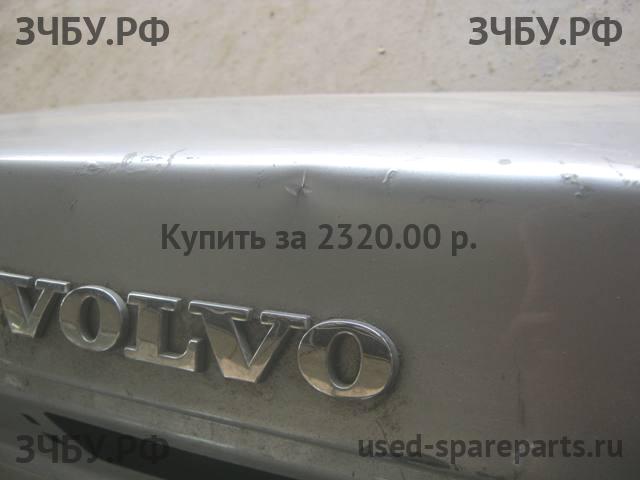 ЗЧБУ.РФ ЗЧБУ.РФ
Купить за 2320.00 р.
VOLVO
ЗЧБУ.РФ used-spareparts.ru